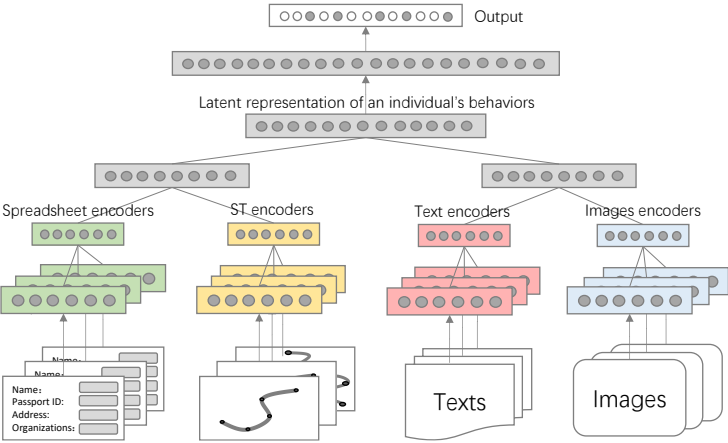 Output
Latent representation of an individual's behaviors
Spreadsheet encoders
ST encoders
Text encoders
Images encoders
Name:
Name:
Name:
Passport ID:
Address:
Organizations:
Texts
Images